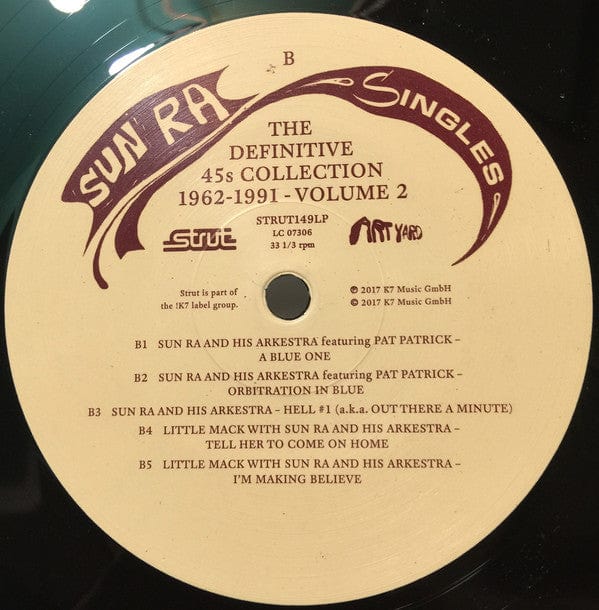 B
SUN RA
SINGLES
THE
DEFINITIVE
45s COLLECTION
1962-1991 - VOLUME 2
STRUT149LP
LC 07306
33 1/3 rpm
Strut
ART YARD
Strut is part of
the !K7 label group.
℗ 2017 K7 Music GmbH
© 2017 K7 Music GmbH
B1 SUN RA AND HIS ARKESTRA featuring PAT PATRICK –
A BLUE ONE
B2 SUN RA AND HIS ARKESTRA featuring PAT PATRICK –
ORBITRATION IN BLUE
B3 SUN RA AND HIS ARKESTRA – HELL #1 (a.k.a. OUT THERE A MINUTE)
B4 LITTLE MACK WITH SUN RA AND HIS ARKESTRA –
TELL HER TO COME ON HOME
B5 LITTLE MACK WITH SUN RA AND HIS ARKESTRA –
I'M MAKING BELIEVE